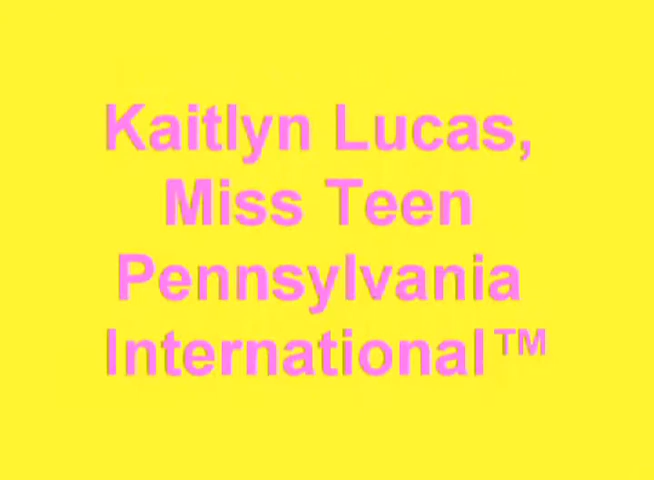 Kaitlyn Lucas,
Miss Teen
Pennsylvania
International™